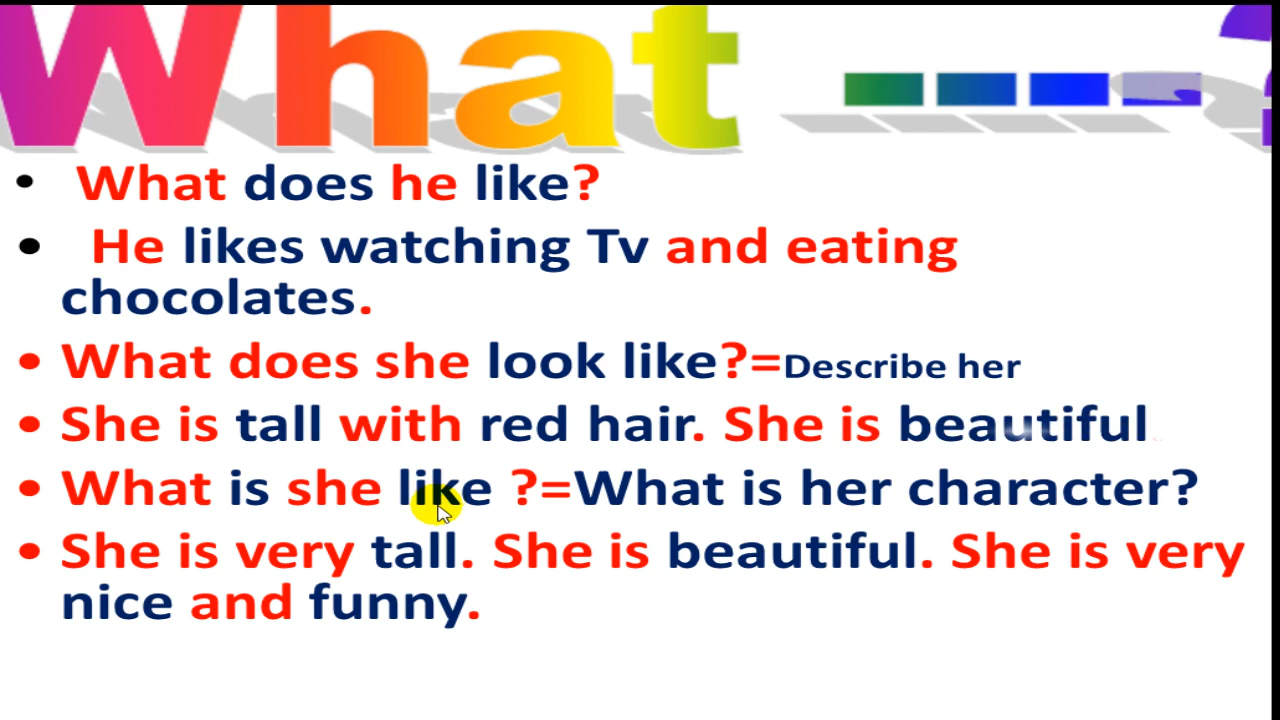 What ---- ?
• What does he like?
• He likes watching Tv and eating
chocolates.
• What does she look like?=Describe her
• She is tall with red hair. She is beautiful.
• What is she like ?=What is her character?
• She is very tall. She is beautiful. She is very
nice and funny.